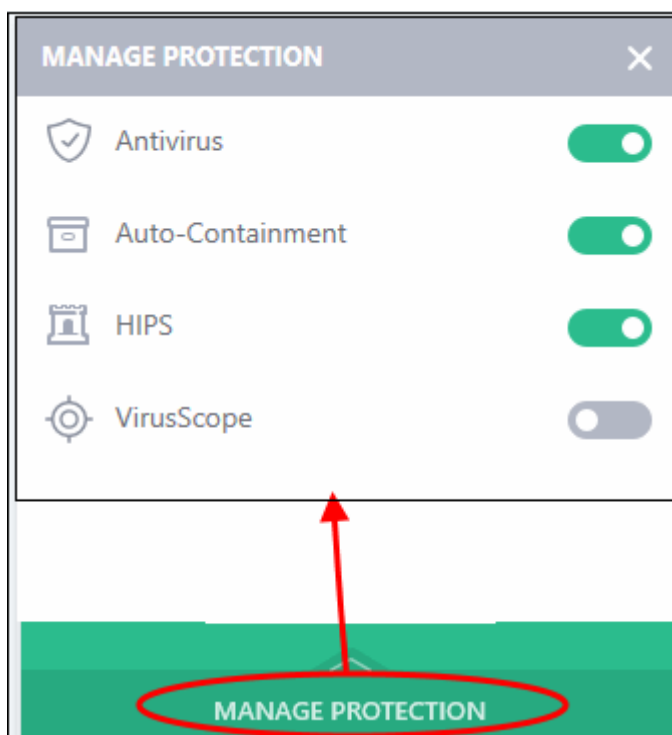 MANAGE PROTECTION
Antivirus
Auto-Containment
HIPS
VirusScope
MANAGE PROTECTION